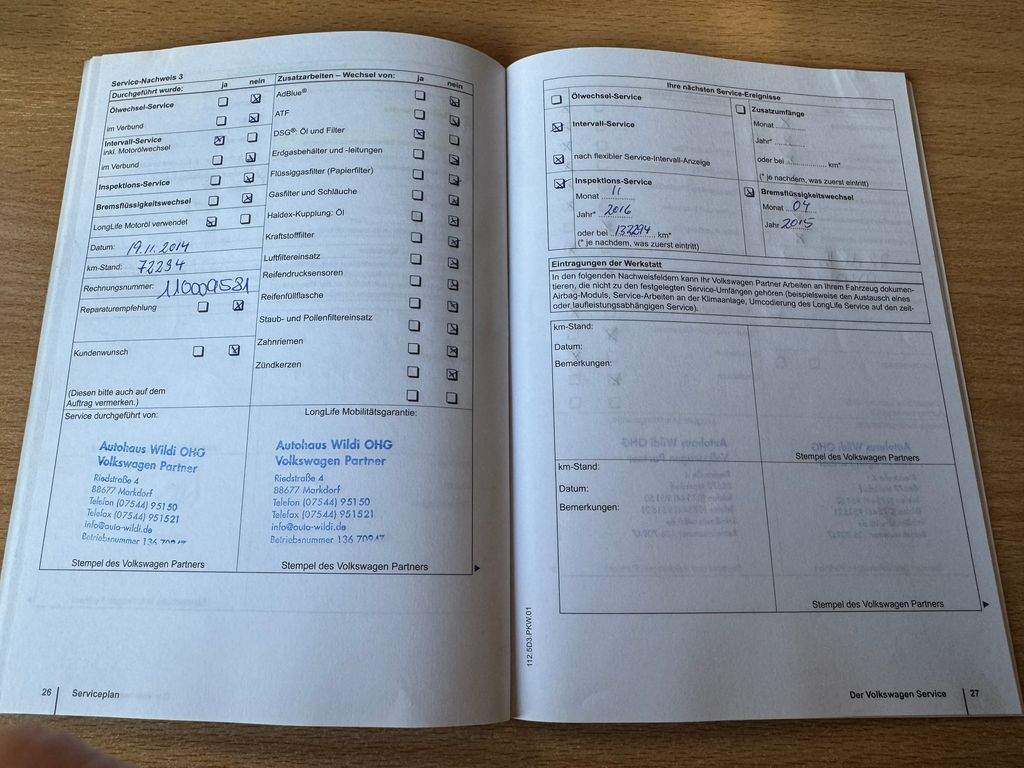 Service-Nachweis 3
Durchgeführt wurde: ja nein
Ölwechsel-Service
im Verbund
Intervall-Service
inkl. Motorölwechsel
im Verbund
Inspektions-Service
Bremsflüssigkeitswechsel
LongLife Motoröl verwendet
Datum: 19.11.2014
km-Stand: 72294
Rechnungsnummer: 110009581
Reparaturempfehlung
Kundenwunsch
(Diesen bitte auch auf dem
Auftrag vermerken.)
Zusatzarbeiten – Wechsel von: ja nein
AdBlue®
ATF
DSG®: Öl und Filter
Erdgasbehälter und -leitungen
Flüssiggasfilter (Papierfilter)
Gasfilter und Schläuche
Haldex-Kupplung: Öl
Kraftstofffilter
Luftfiltereinsatz
Reifendrucksensoren
Reifenfüllflasche
Staub- und Pollenfiltereinsatz
Zahnriemen
Zündkerzen
Service durchgeführt von:
Autohaus Wildi OHG
Volkswagen Partner
Riedstraße 4
88677 Markdorf
Telefon (07544) 95150
Telefax (07544) 951521
info@auto-wildi.de
Betriebsnummer 136
Stempel des Volkswagen Partners
LongLife Mobilitätsgarantie:
Autohaus Wildi OHG
Volkswagen Partner
Riedstraße 4
88677 Markdorf
Telefon (07544) 95150
Telefax (07544) 951521
info@auto-wildi.de
Betriebsnummer 136 70947
Stempel des Volkswagen Partners
26 Serviceplan
Ihre nächsten Service-Ereignisse
Ölwechsel-Service
Intervall-Service
nach flexibler Service-Intervall-Anzeige
Inspektions-Service
Monat 11
Jahr* 2016
oder bei 132294 km*
(* je nachdem, was zuerst eintritt)
Zusatzumfänge
Monat
Jahr*
oder bei km*
(* je nachdem, was zuerst eintritt)
Bremsflüssigkeitswechsel
Monat 04
Jahr 2015
Eintragungen der Werkstatt
In den folgenden Nachweisfeldern kann Ihr Volkswagen Partner Arbeiten an Ihrem Fahrzeug dokumen-
tieren, die nicht zu den festgelegten Service-Umfängen gehören (beispielsweise den Austausch eines
Airbag-Moduls, Service-Arbeiten an der Klimaanlage, Umcodierung des LongLife Service auf den zeit-
oder laufleistungsabhängigen Service).
km-Stand:
Datum:
Bemerkungen:
Stempel des Volkswagen Partners
km-Stand:
Datum:
Bemerkungen:
Stempel des Volkswagen Partners
112.5D3.PKW.01
Der Volkswagen Service 27